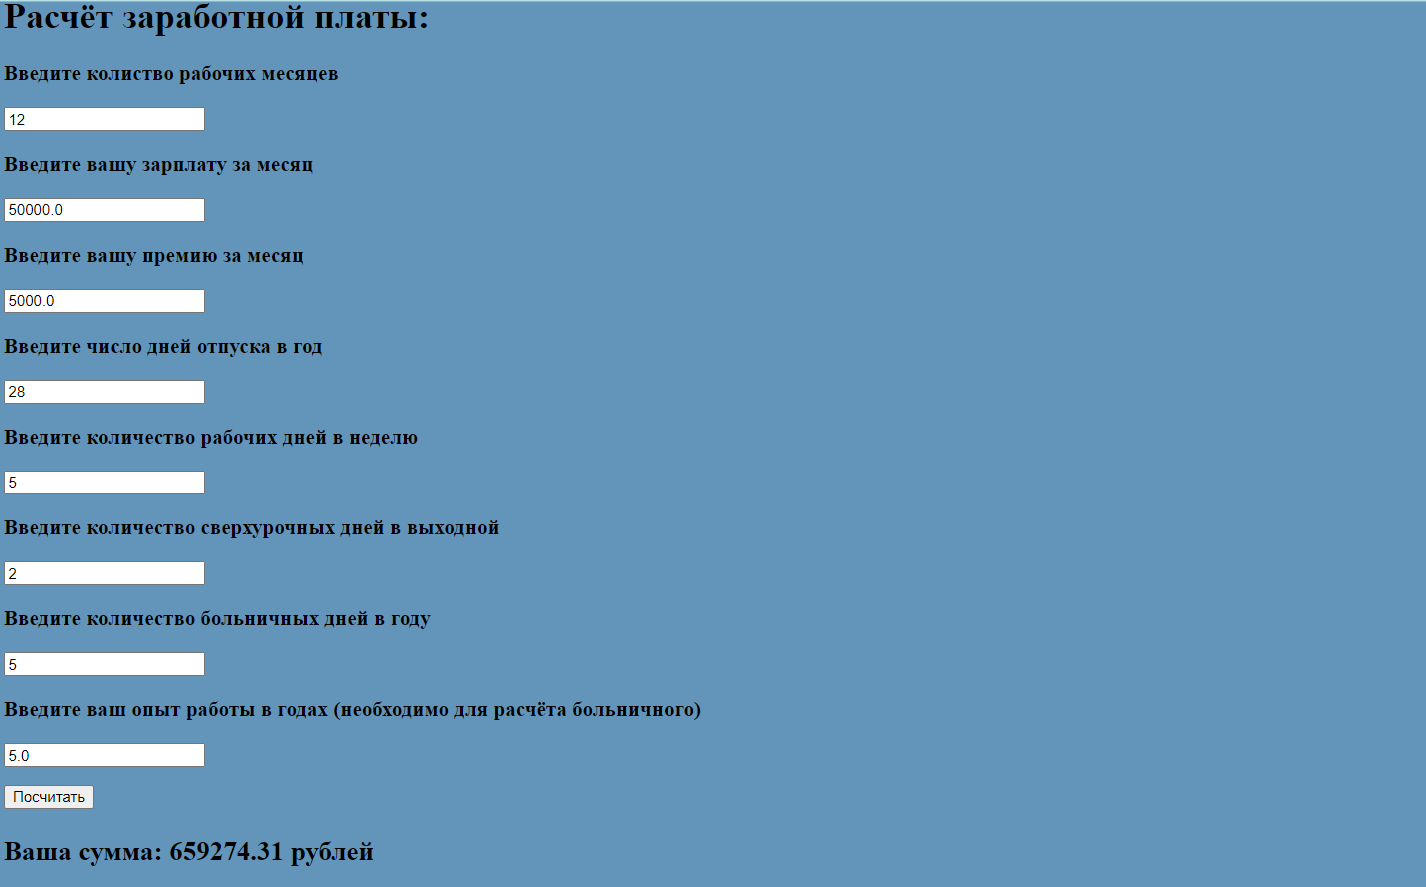 Расчёт заработной платы:
Введите колиство рабочих месяцев
12
Введите вашу зарплату за месяц
50000.0
Введите вашу премию за месяц
5000.0
Введите число дней отпуска в год
28
Введите количество рабочих дней в неделю
5
Введите количество сверхурочных дней в выходной
2
Введите количество больничных дней в году
5
Введите ваш опыт работы в годах (необходимо для расчёта больничного)
5.0
Посчитать
Ваша сумма: 659274.31 рублей